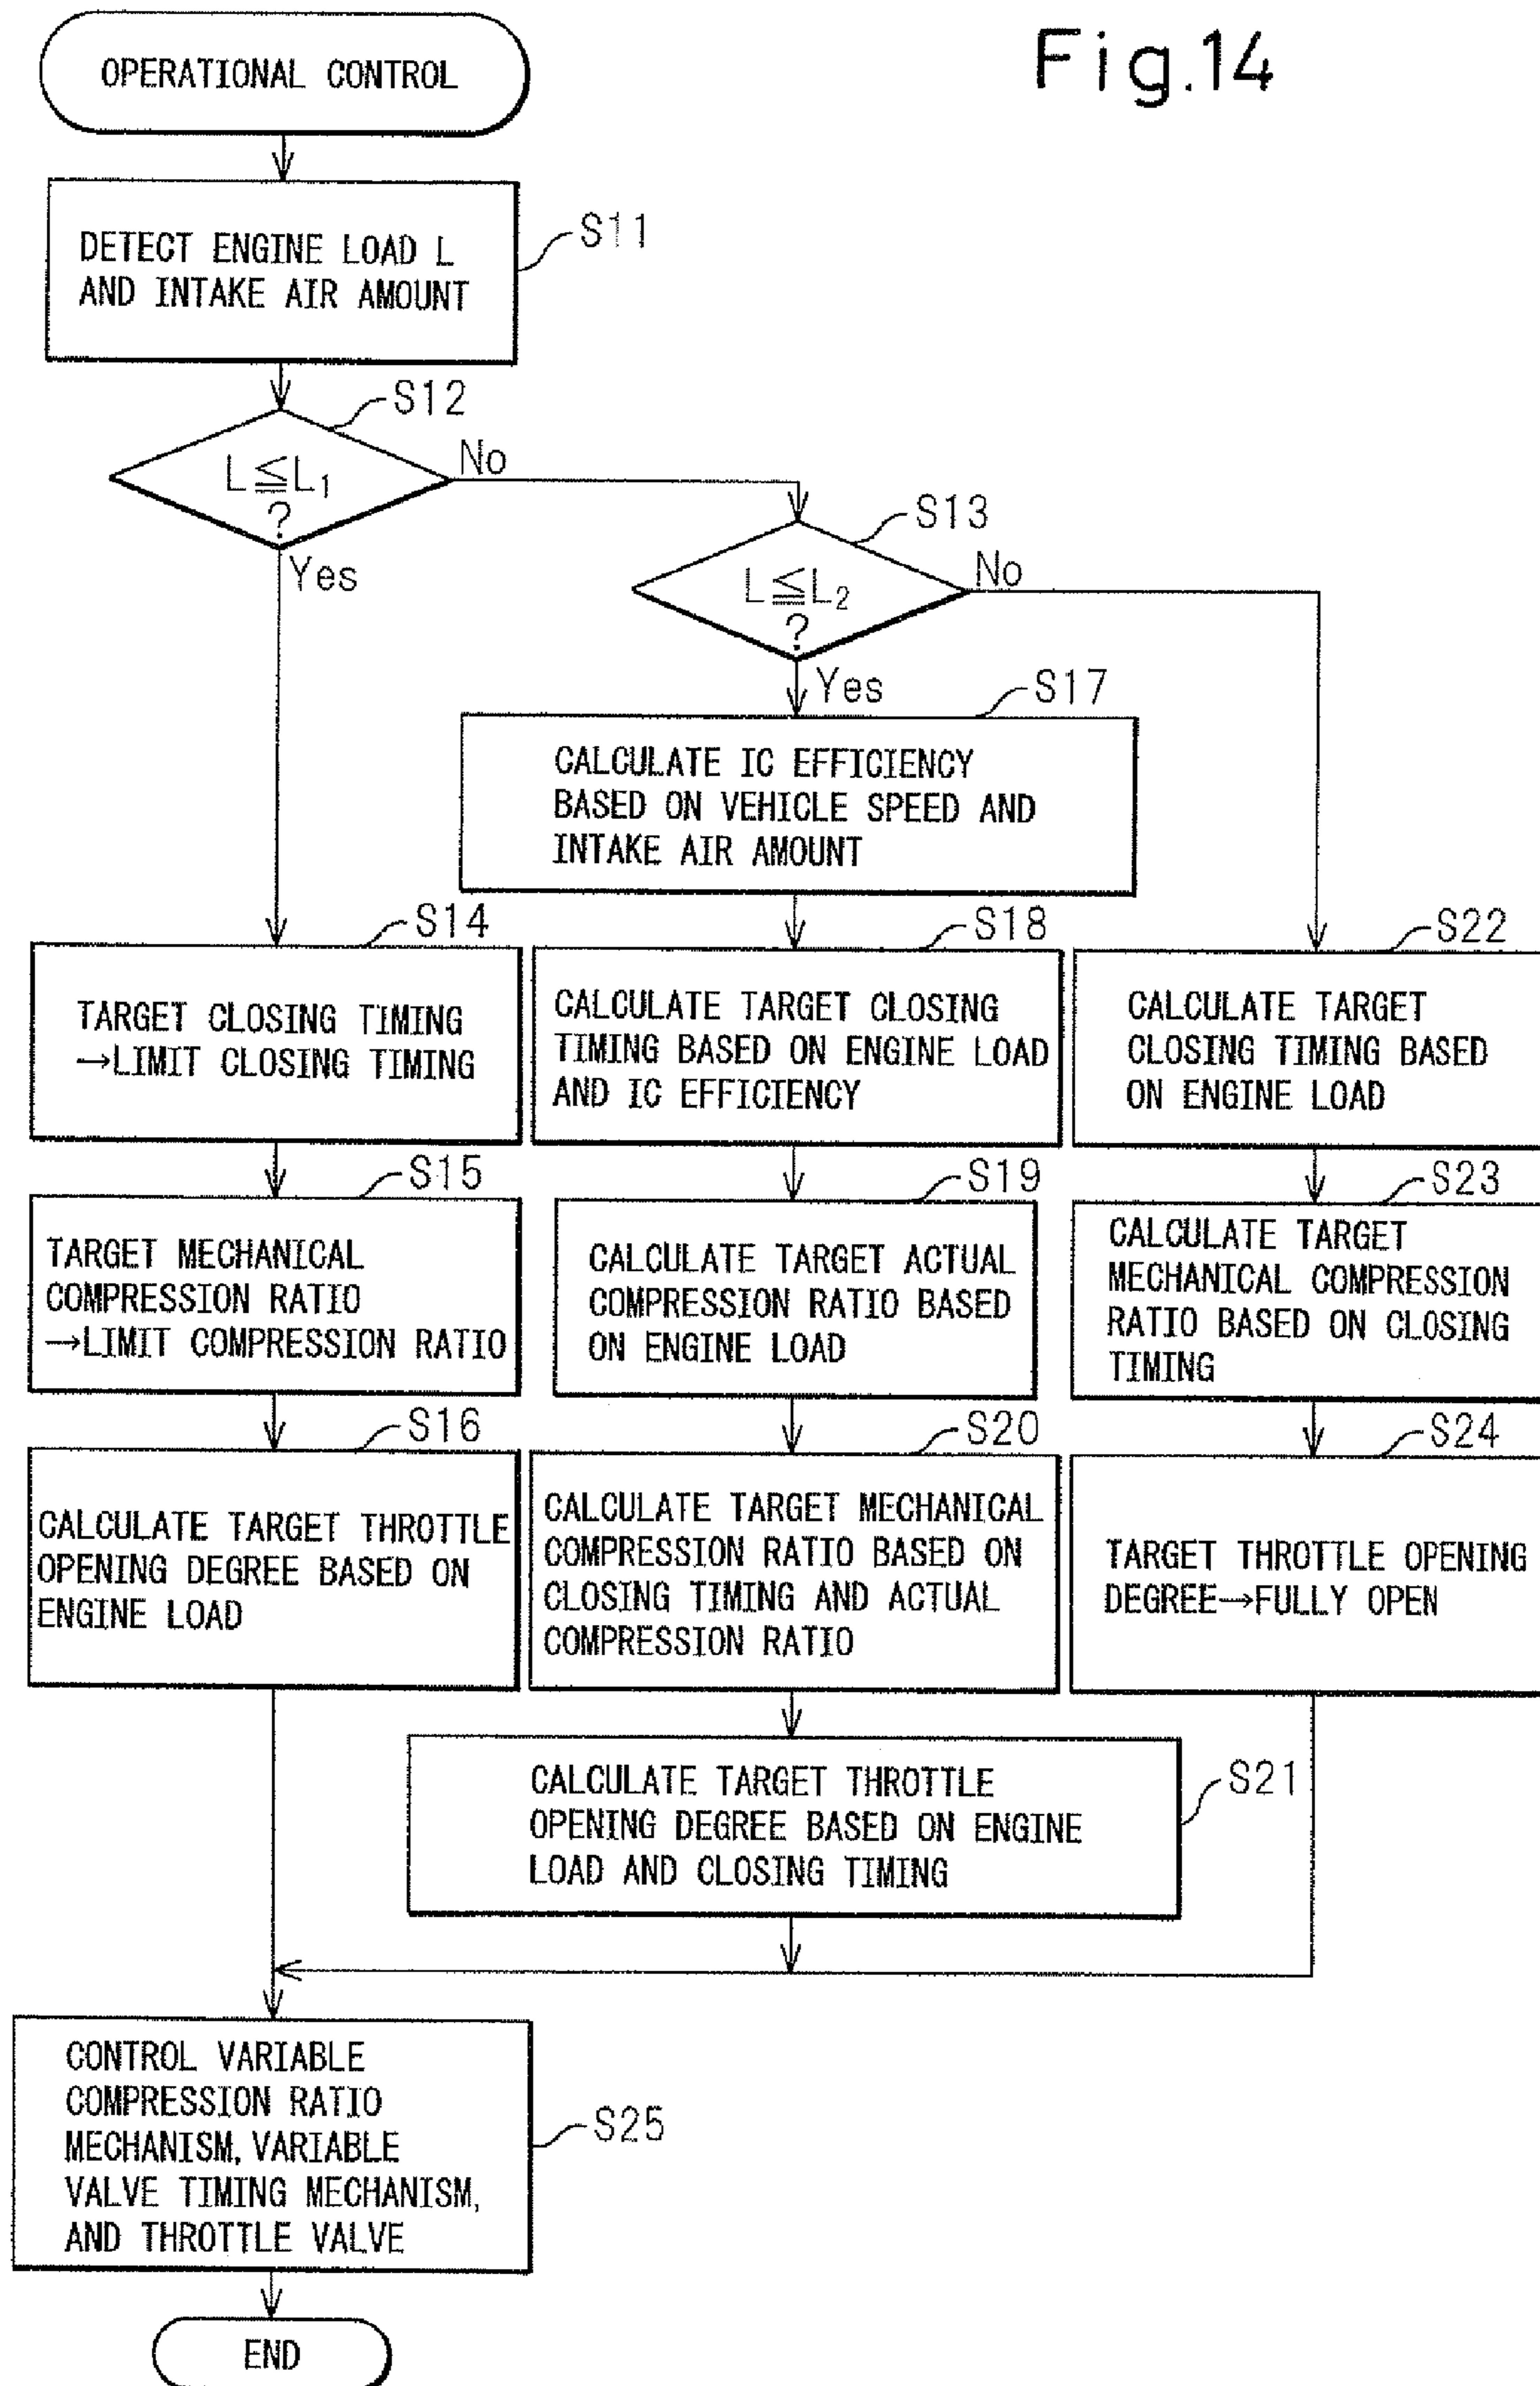 Fig.14
OPERATIONAL CONTROL
DETECT ENGINE LOAD L
AND INTAKE AIR AMOUNT
S11
S12
L≦L1
?
No
Yes
S13
L≦L2
?
No
Yes
S17
CALCULATE IC EFFICIENCY
BASED ON VEHICLE SPEED AND
INTAKE AIR AMOUNT
S14
TARGET CLOSING TIMING
→LIMIT CLOSING TIMING
S18
CALCULATE TARGET CLOSING
TIMING BASED ON ENGINE LOAD
AND IC EFFICIENCY
S22
CALCULATE TARGET
CLOSING TIMING BASED
ON ENGINE LOAD
S15
TARGET MECHANICAL
COMPRESSION RATIO
→LIMIT COMPRESSION RATIO
S19
CALCULATE TARGET ACTUAL
COMPRESSION RATIO BASED
ON ENGINE LOAD
S23
CALCULATE TARGET
MECHANICAL COMPRESSION
RATIO BASED ON CLOSING
TIMING
S16
CALCULATE TARGET THROTTLE
OPENING DEGREE BASED ON
ENGINE LOAD
S20
CALCULATE TARGET MECHANICAL
COMPRESSION RATIO BASED ON
CLOSING TIMING AND ACTUAL
COMPRESSION RATIO
S24
TARGET THROTTLE OPENING
DEGREE→FULLY OPEN
CALCULATE TARGET THROTTLE
OPENING DEGREE BASED ON ENGINE
LOAD AND CLOSING TIMING
S21
CONTROL VARIABLE
COMPRESSION RATIO
MECHANISM, VARIABLE
VALVE TIMING MECHANISM,
AND THROTTLE VALVE
S25
END